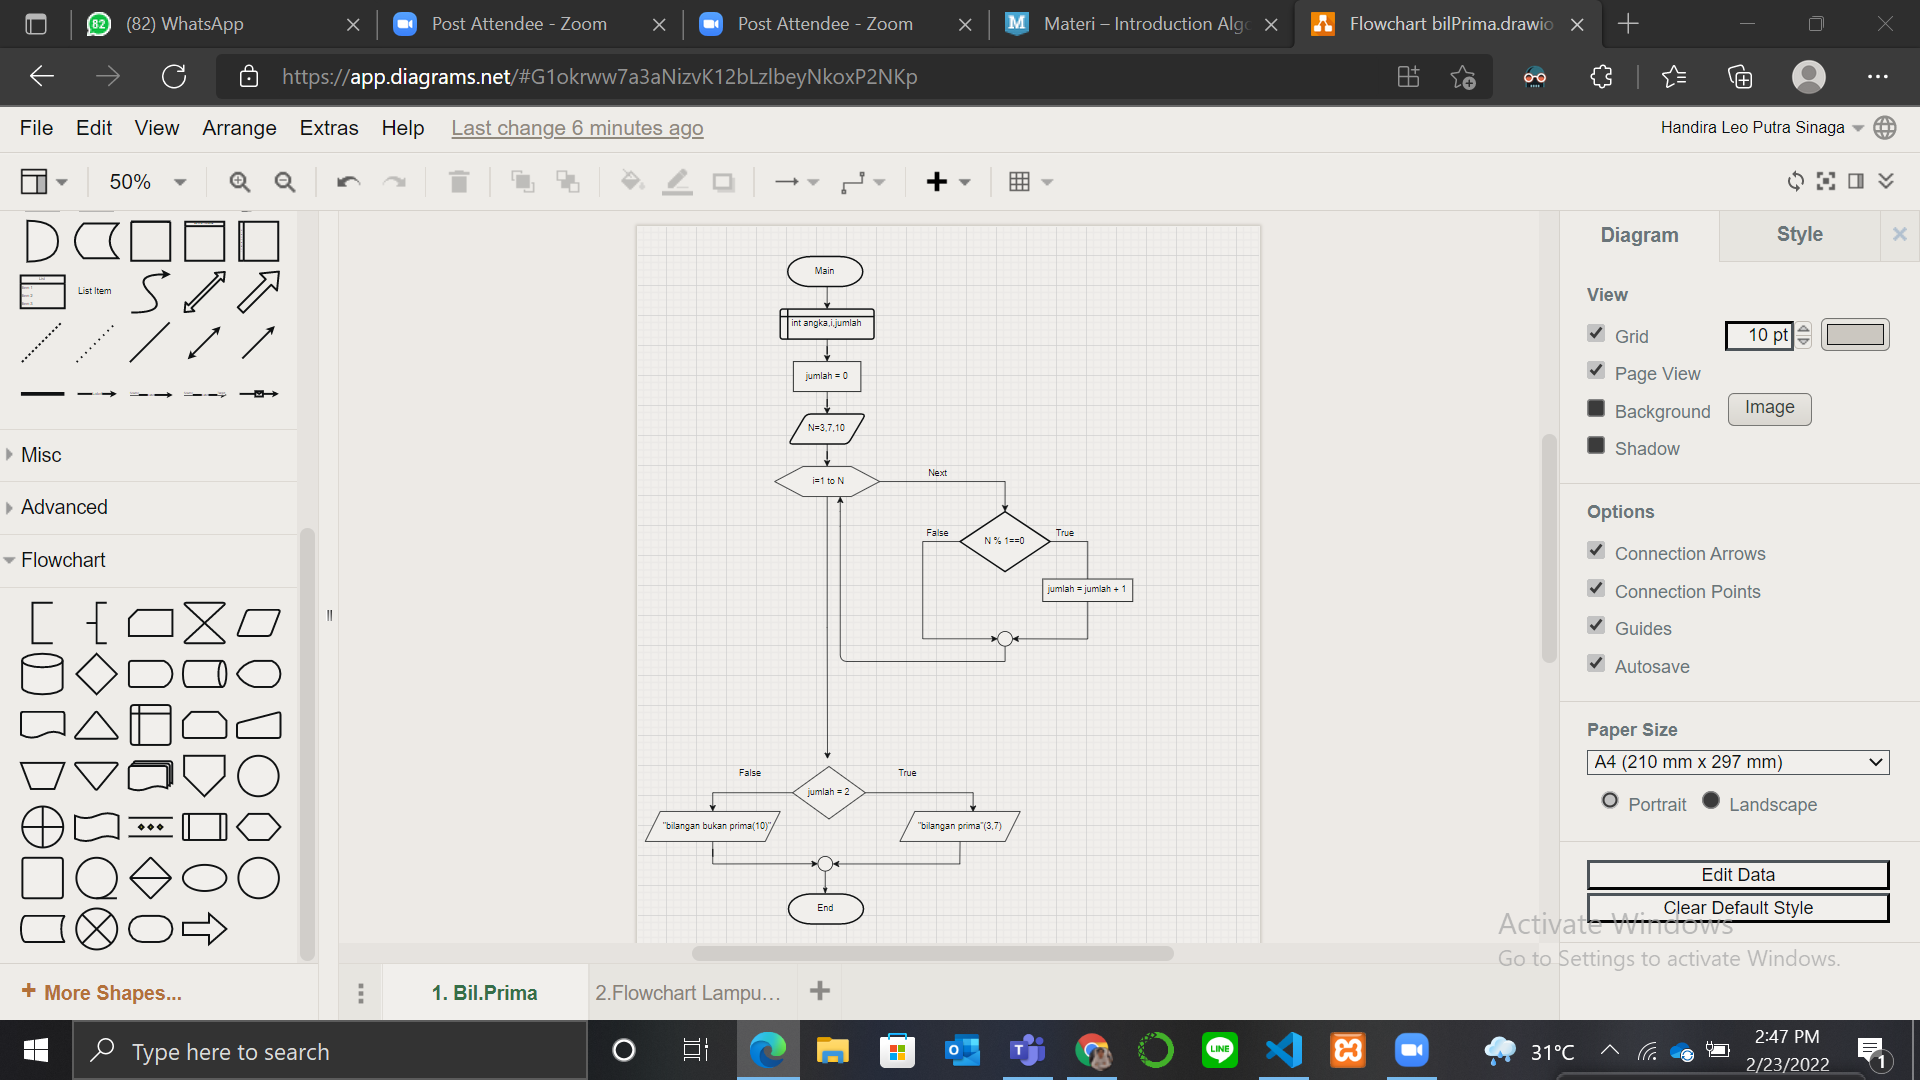 (82) WhatsApp
Post Attendee - Zoom
Post Attendee - Zoom
Materi – Introduction Algo
Flowchart bilPrima.drawio
https://app.diagrams.net/#G1okrww7a3aNizvK12bLzlbeyNkoxP2NKp
File Edit View Arrange Extras Help Last change 6 minutes ago
Handira Leo Putra Sinaga
50%
List Item
Misc
Advanced
Flowchart
More Shapes...
Main
int angka,i,jumlah
jumlah = 0
N=3,7,10
i=1 to N
Next
False
N % 1==0
True
jumlah = jumlah + 1
False
jumlah = 2
True
"bilangan bukan prima(10)"
"bilangan prima"(3,7)
End
1. Bil.Prima
2.Flowchart Lampu...
Diagram
Style
View
Grid
10 pt
Page View
Background
Image
Shadow
Options
Connection Arrows
Connection Points
Guides
Autosave
Paper Size
A4 (210 mm x 297 mm)
Portrait
Landscape
Edit Data
Clear Default Style
Activate Windows
Go to Settings to activate Windows.
Type here to search
LINE
31°C
2:47 PM
2/23/2022
1